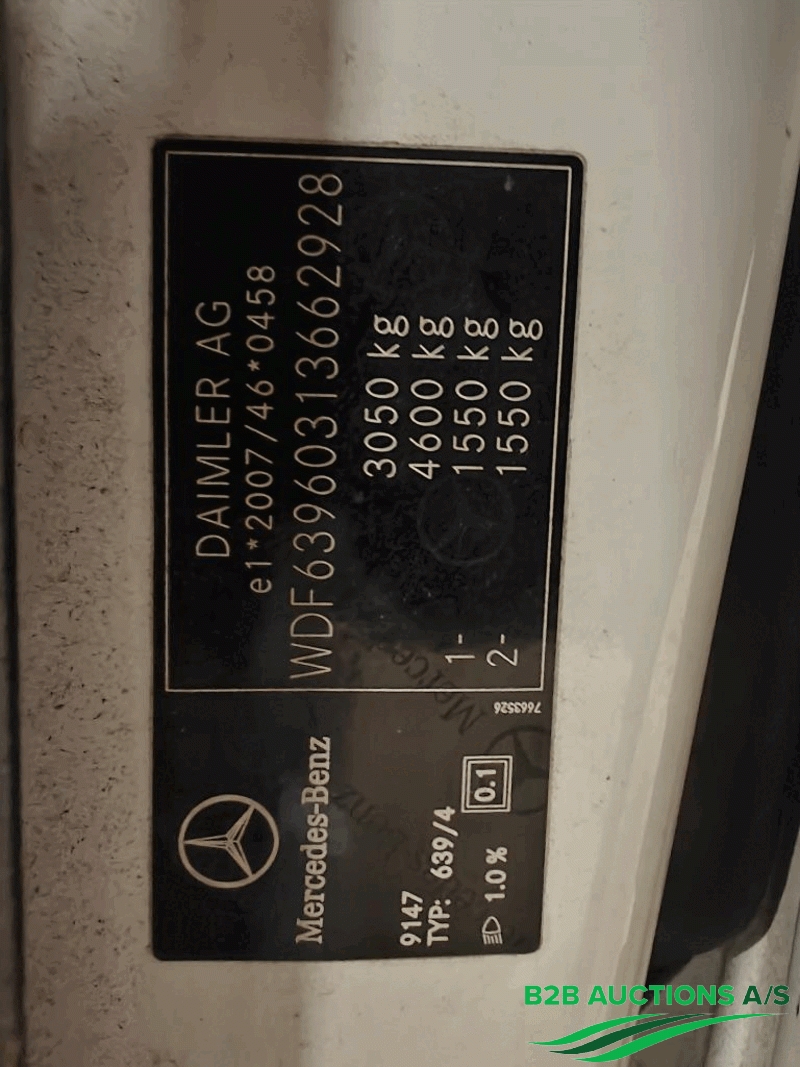 DAIMLER AG
e1*2007/46*0458
WDF63960313662928
3050 kg
4600 kg
1- 1550 kg
2- 1550 kg
7663526
Mercedes-Benz
9147
TYP: 639/4
1.0 % 0.1
B2B AUCTIONS A/S